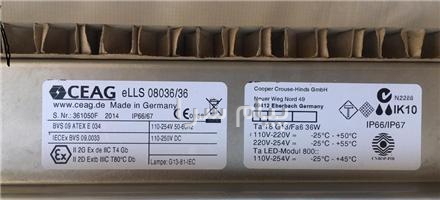 CEAG eLLS 08036/36
www.ceag.de Made in Germany
S. Nr.: 361050F 2014 IP66/67
BVS 09 ATEX E 034
IECEx BVS 09.0033
110-254V 50-60Hz
110-250V DC
II 2G Ex de IIC T4 Gb
II 2D Extb IIIC T80°C Db
Lampe: G13-81-IEC
Cooper Crouse-Hinds GmbH
Neuer Weg Nord 49
69412 Eberbach Germany
36W
110V-220V = -25°C - +50°C
220V-254V = -25°C - +55°C
Ta LED-Modul
110V-254V = -25°C - +45°C
N2288
IK10
IP66/IP67